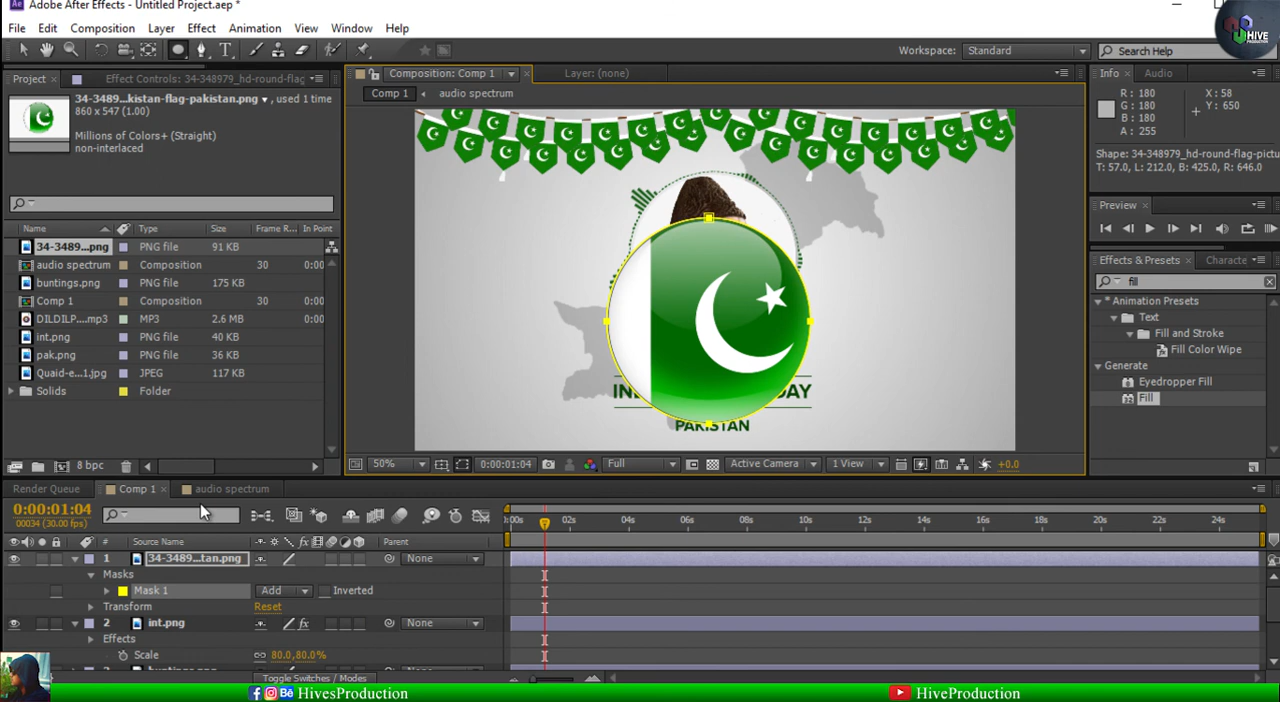 Adobe After Effects - Untitled Project.aep *
File Edit Composition Layer Effect Animation View Window Help
HIVE
PRODUCTION
Workspace: Standard
Search Help
Project
Effect Controls: 34-348979_hd-round-flag
34-3489...kistan-flag-pakistan.png, used 1 time
860 x 547 (1.00)
Millions of Colors+ (Straight)
non-interlaced
Name Type Size Frame R... In Point
34-3489...png PNG file 91 KB
audio spectrum Composition 30 0:00
buntings.png PNG file 175 KB
Comp 1 Composition 30 0:00
DILDILP....mp3 MP3 2.6 MB 0:00
int.png PNG file 40 KB
pak.png PNG file 36 KB
Quaid-e...1.jpg JPEG 117 KB
Solids Folder
8 bpc
Composition: Comp 1
Layer: (none)
Comp 1 audio spectrum
PAKISTAN
50% 0:00:01:04 Full Active Camera 1 View +0.0
Info Audio
R: 180 X: 58
G: 180 Y: 650
B: 180
A: 255
Shape: 34-348979_hd-round-flag-pictu
T: 57.0, L: 212.0, B: 425.0, R: 646.0
Preview
Effects & Presets Characte
fill
* Animation Presets
Text
Fill and Stroke
Fill Color Wipe
Generate
Eyedropper Fill
Fill
Render Queue Comp 1 audio spectrum
0:00:01:04
00034 (30.00 fps)
:00s 02s 04s 06s 08s 10s 12s 14s 16s 18s 20s 22s 24s
# Source Name fx Parent
1 34-3489...tan.png None
Masks
Mask 1 Add Inverted
Transform Reset
2 int.png fx None
Effects
Scale 80.0,80.0%
Toggle Switches / Modes
HivesProduction
HiveProduction